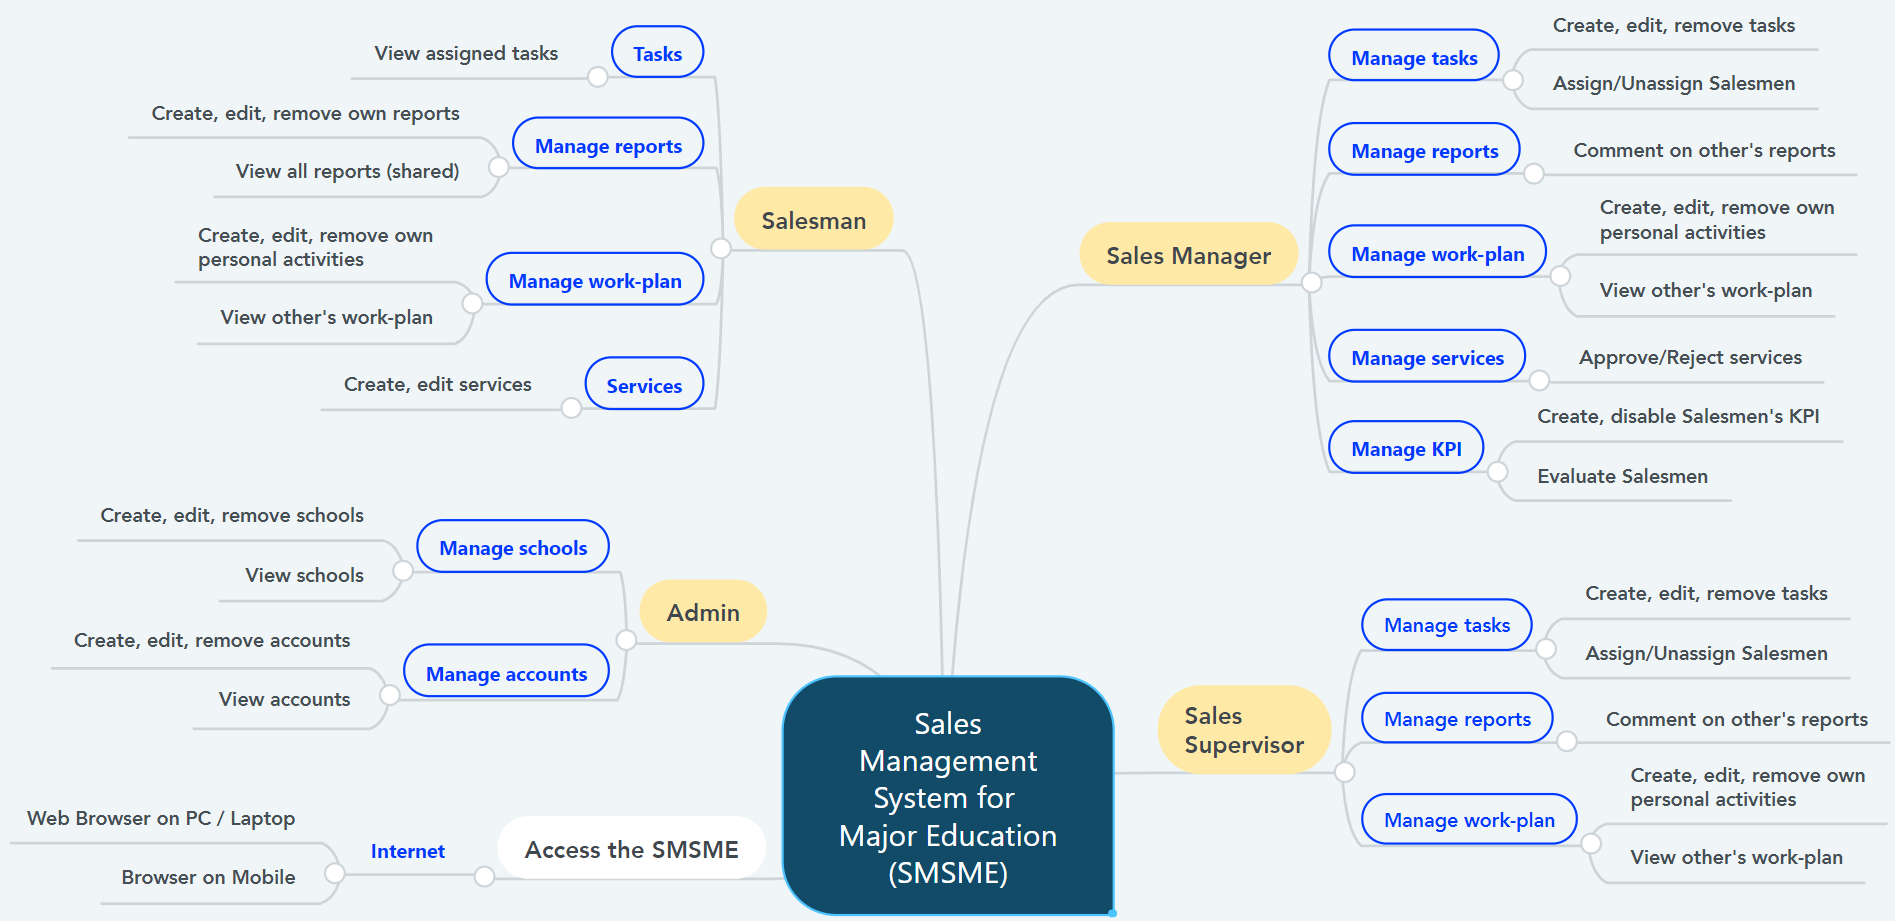 View assigned tasks
Tasks
Create, edit, remove own reports
View all reports (shared)
Manage reports
Create, edit, remove own
personal activities
View other's work-plan
Manage work-plan
Create, edit services
Services
Salesman
Create, edit, remove schools
View schools
Manage schools
Create, edit, remove accounts
View accounts
Manage accounts
Admin
Web Browser on PC / Laptop
Browser on Mobile
Internet
Access the SMSME
Sales
Management
System for
Major Education
(SMSME)
Sales Manager
Manage tasks
Create, edit, remove tasks
Assign/Unassign Salesmen
Manage reports
Comment on other's reports
Manage work-plan
Create, edit, remove own
personal activities
View other's work-plan
Manage services
Approve/Reject services
Manage KPI
Create, disable Salesmen's KPI
Evaluate Salesmen
Sales
Supervisor
Manage tasks
Create, edit, remove tasks
Assign/Unassign Salesmen
Manage reports
Comment on other's reports
Manage work-plan
Create, edit, remove own
personal activities
View other's work-plan